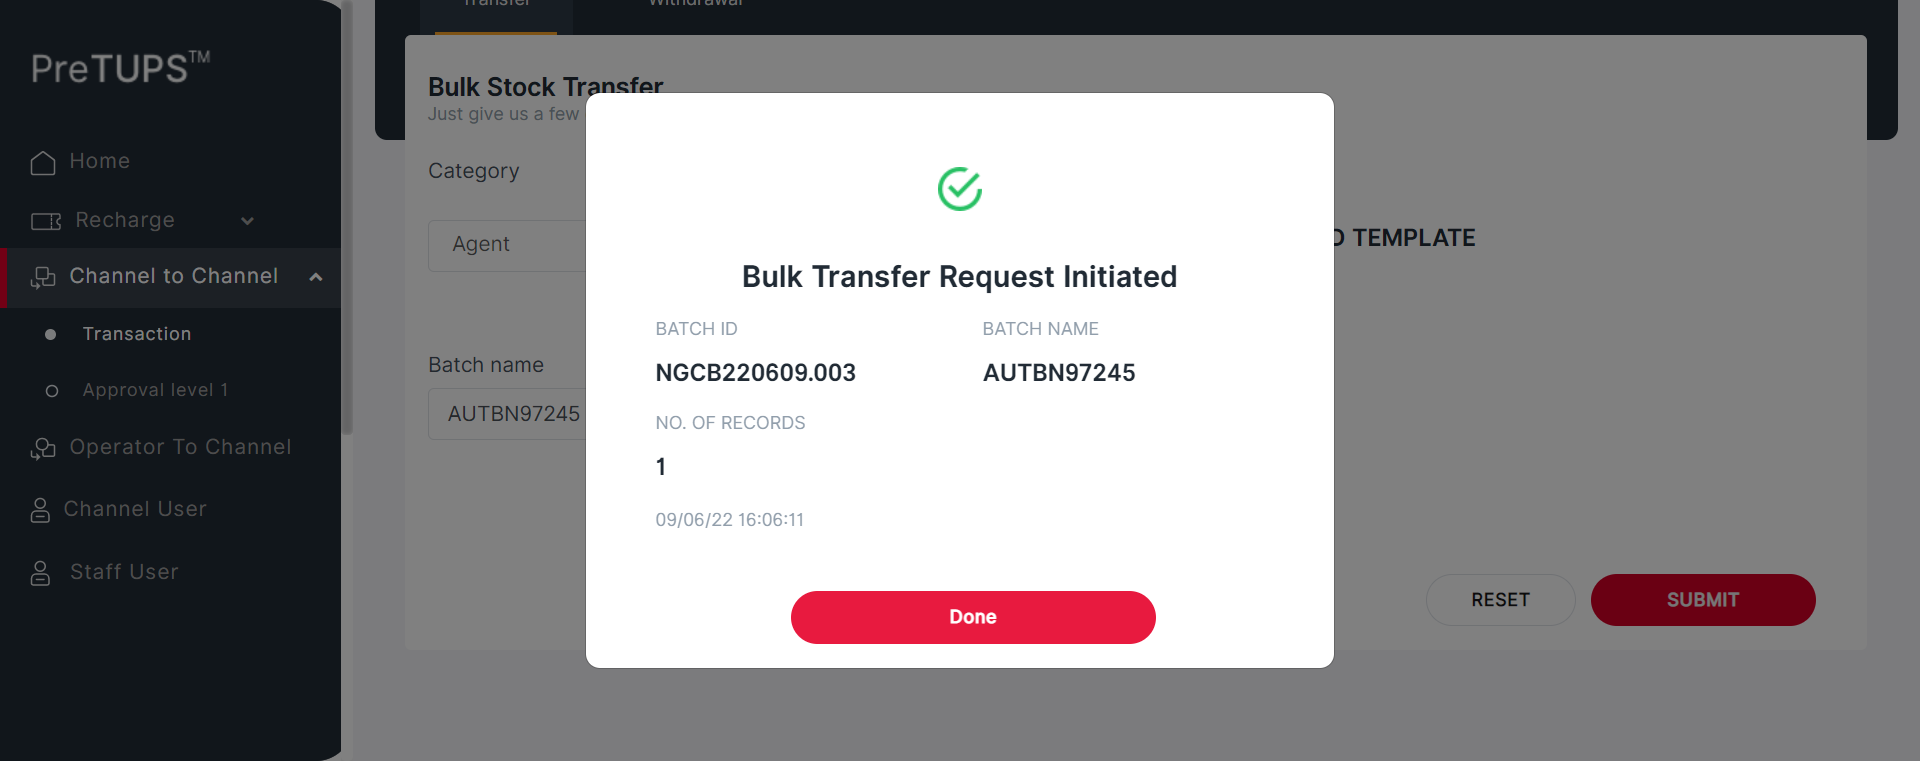 PreTUPS™
Home
Recharge
Channel to Channel
Transaction
Approval level 1
Operator To Channel
Channel User
Staff User
Transfer
Withdrawal
Bulk Stock Transfer
Just give us a few
Category
Agent
D TEMPLATE
Batch name
AUTBN97245
RESET
SUBMIT
Bulk Transfer Request Initiated
BATCH ID
BATCH NAME
NGCB220609.003
AUTBN97245
NO. OF RECORDS
1
09/06/22 16:06:11
Done